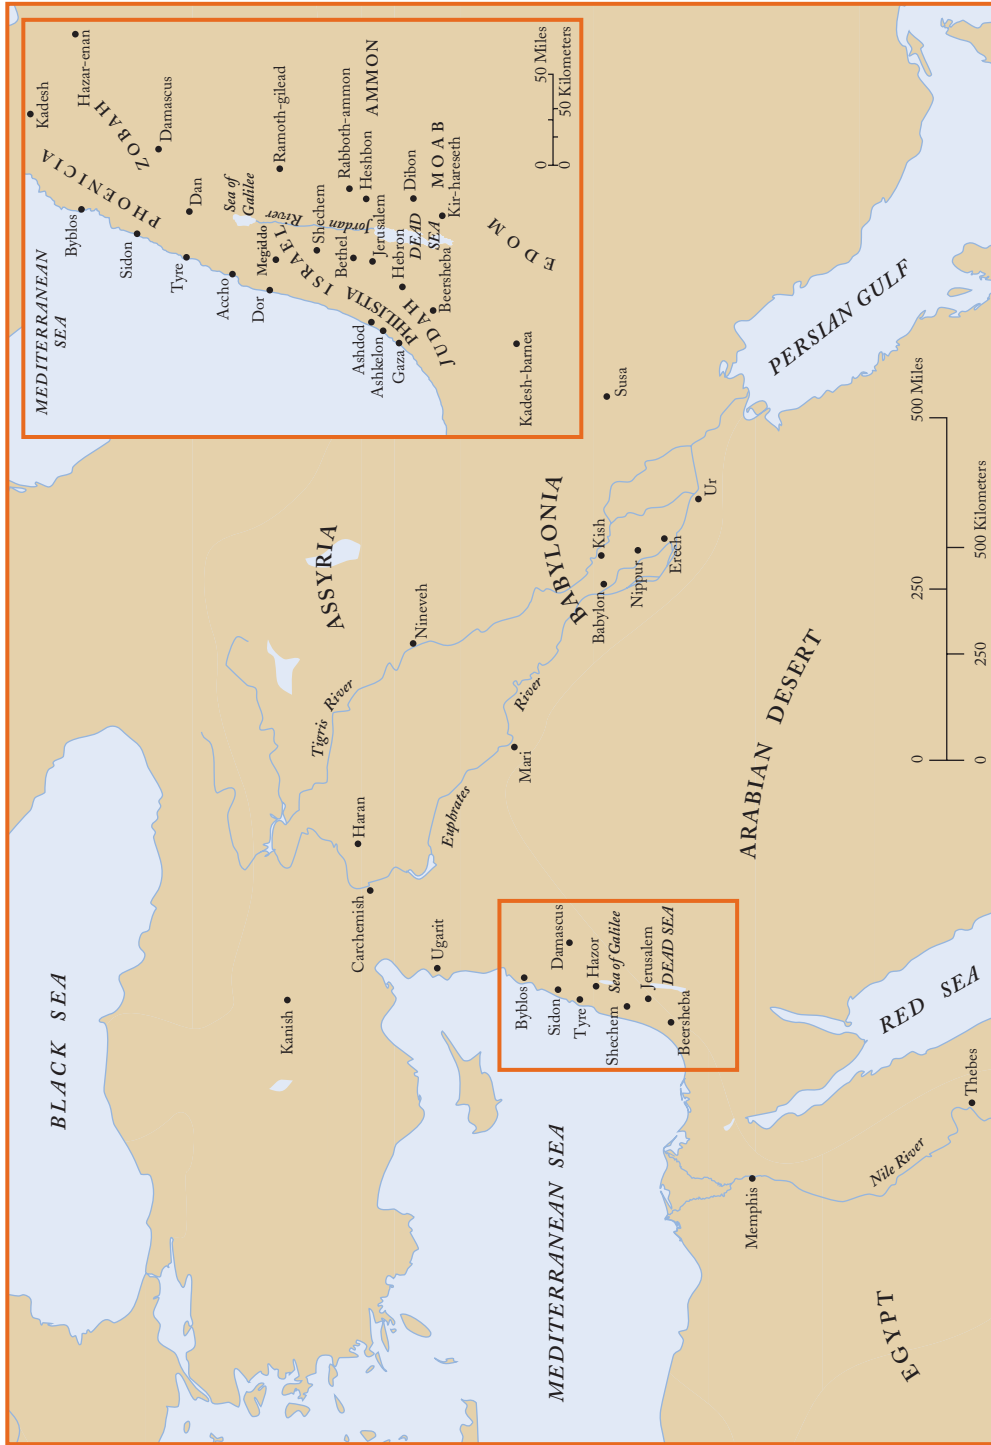 BLACK SEA
MEDITERRANEAN SEA
EGYPT
Memphis
Nile River
Thebes
RED SEA
Kanish
Carchemish
Haran
Ugarit
Byblos
Sidon
Damascus
Tyre
Hazor
Sea of Galilee
Shechem
Jerusalem
DEAD SEA
Beersheba
Tigris River
Euphrates River
Mari
ASSYRIA
Nineveh
BABYLONIA
Babylon
Kish
Nippur
Erech
Ur
Susa
ARABIAN DESERT
PERSIAN GULF
0 250 500 Miles
0 250 500 Kilometers
MEDITERRANEAN
SEA
Kadesh
Hazar-enan
ZOBAH
PHOENICIA
Byblos
Damascus
Sidon
Dan
Tyre
Accho
Sea of
Galilee
Ramoth-gilead
Dor
Megiddo
ISRAEL
Jordan River
Shechem
Rabboth-ammon
AMMON
Bethel
Heshbon
Jerusalem
Ashdod
Ashkelon
Gaza
PHILISTIA
Hebron
DEAD
SEA
Dibon
MOAB
JUDAH
Beersheba
Kir-hareseth
EDOM
Kadesh-barnea
0 50 Miles
0 50 Kilometers